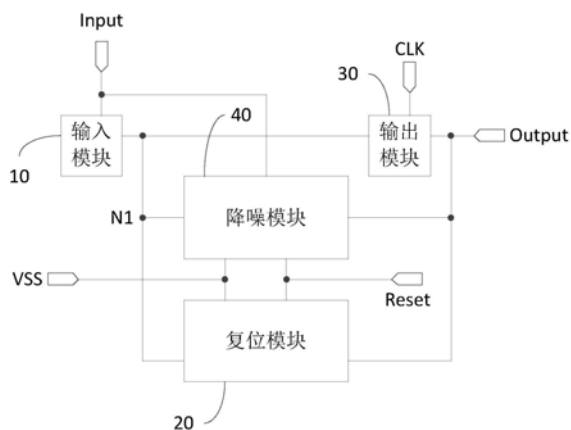 Input
CLK
30
40
输入
模块
输出
模块
Output
10
N1
降噪模块
VSS
Reset
复位模块
20